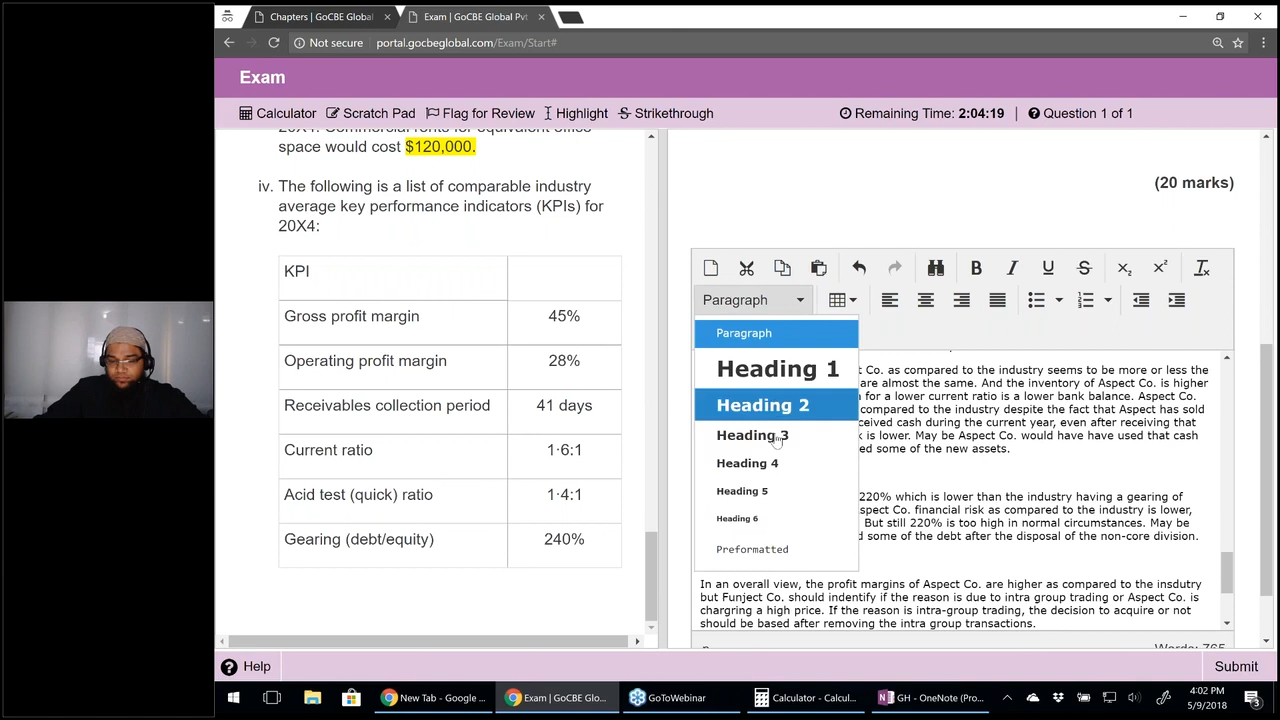 Chapters | GoCBE Global
Exam | GoCBE Global Pvt
Not secure
portal.gocbeglobal.com/Exam/Start#
Exam
Calculator
Scratch Pad
Flag for Review
Highlight
Strikethrough
Remaining Time: 2:04:19
Question 1 of 1
20X4. Commercial rents for equivalent office
space would cost $120,000.
iv. The following is a list of comparable industry
average key performance indicators (KPIs) for
20X4:
KPI
Gross profit margin 45%
Operating profit margin 28%
Receivables collection period 41 days
Current ratio 1·6:1
Acid test (quick) ratio 1·4:1
Gearing (debt/equity) 240%
(20 marks)
Paragraph
Paragraph
Heading 1
Heading 2
Heading 3
Heading 4
Heading 5
Heading 6
Preformatted
ct Co. as compared to the industry seems to be more or less the
are almost the same. And the inventory of Aspect Co. is higher
n for a lower current ratio is a lower bank balance. Aspect Co.
compared to the industry despite the fact that Aspect has sold
ceived cash during the current year, even after receiving that
k is lower. May be Aspect Co. would have have used that cash
ed some of the new assets.
220% which is lower than the industry having a gearing of
spect Co. financial risk as compared to the industry is lower,
But still 220% is too high in normal circumstances. May be
d some of the debt after the disposal of the non-core division.
In an overall view, the profit margins of Aspect Co. are higher as compared to the insdutry
but Funject Co. should indentify if the reason is due to intra group trading or Aspect Co. is
chargring a high price. If the reason is intra-group trading, the decision to acquire or not
should be based after removing the intra group transactions.
Words: 765
Help
Submit
New Tab - Google ...
Exam | GoCBE Glo...
GoToWebinar
Calculator - Calcul...
GH - OneNote (Pro...
4:02 PM
5/9/2018
3